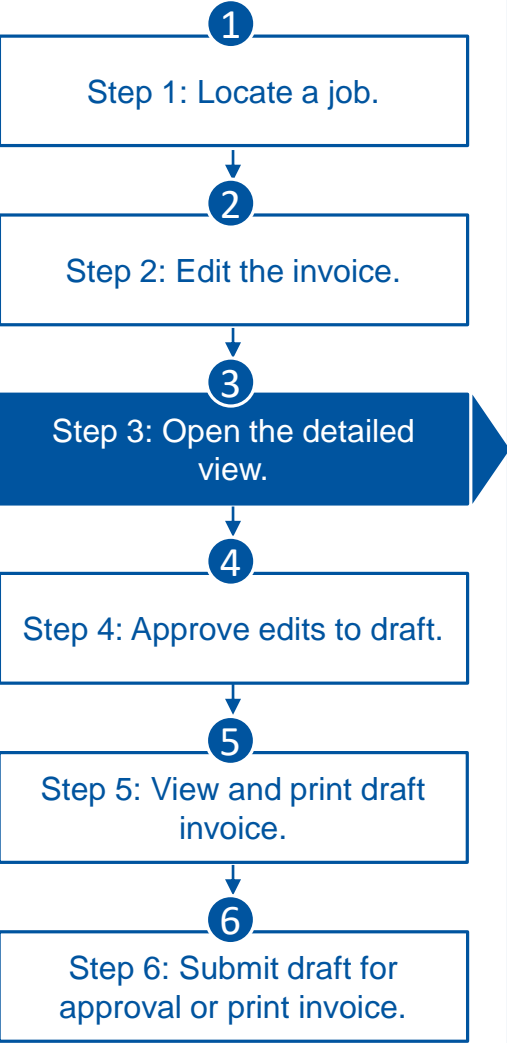 1
Step 1: Locate a job.
2
Step 2: Edit the invoice.
3
Step 3: Open the detailed
view.
4
Step 4: Approve edits to draft.
5
Step 5: View and print draft
invoice.
6
Step 6: Submit draft for
approval or print invoice.